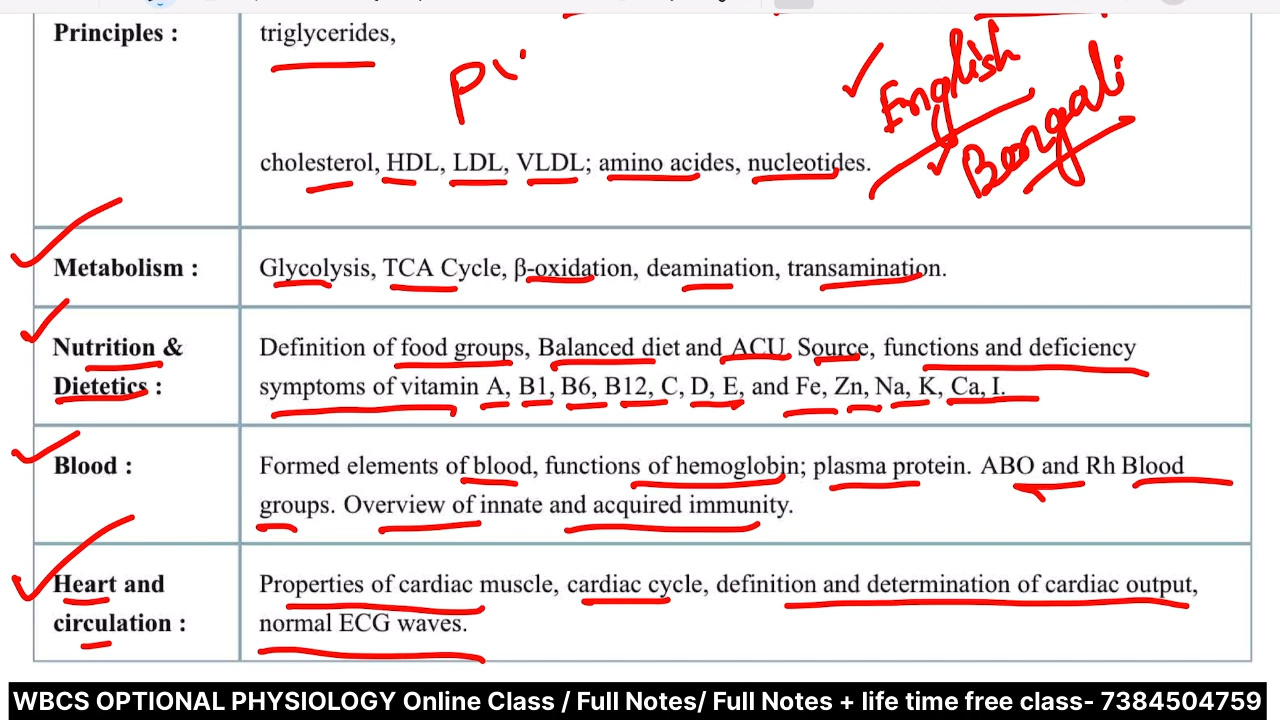 Principles :
triglycerides,
English
Bengali
cholesterol, HDL, LDL, VLDL; amino acides, nucleotides.
Metabolism :
Glycolysis, TCA Cycle, β-oxidation, deamination, transamination.
Nutrition &
Dietetics :
Definition of food groups, Balanced diet and ACU, Source, functions and deficiency
symptoms of vitamin A, B1, B6, B12, C, D, E, and Fe, Zn, Na, K, Ca, I.
Blood :
Formed elements of blood, functions of hemoglobin; plasma protein. ABO and Rh Blood
groups. Overview of innate and acquired immunity.
Heart and
circulation :
Properties of cardiac muscle, cardiac cycle, definition and determination of cardiac output,
normal ECG waves.
WBCS OPTIONAL PHYSIOLOGY Online Class / Full Notes/ Full Notes + life time free class- 7384504759